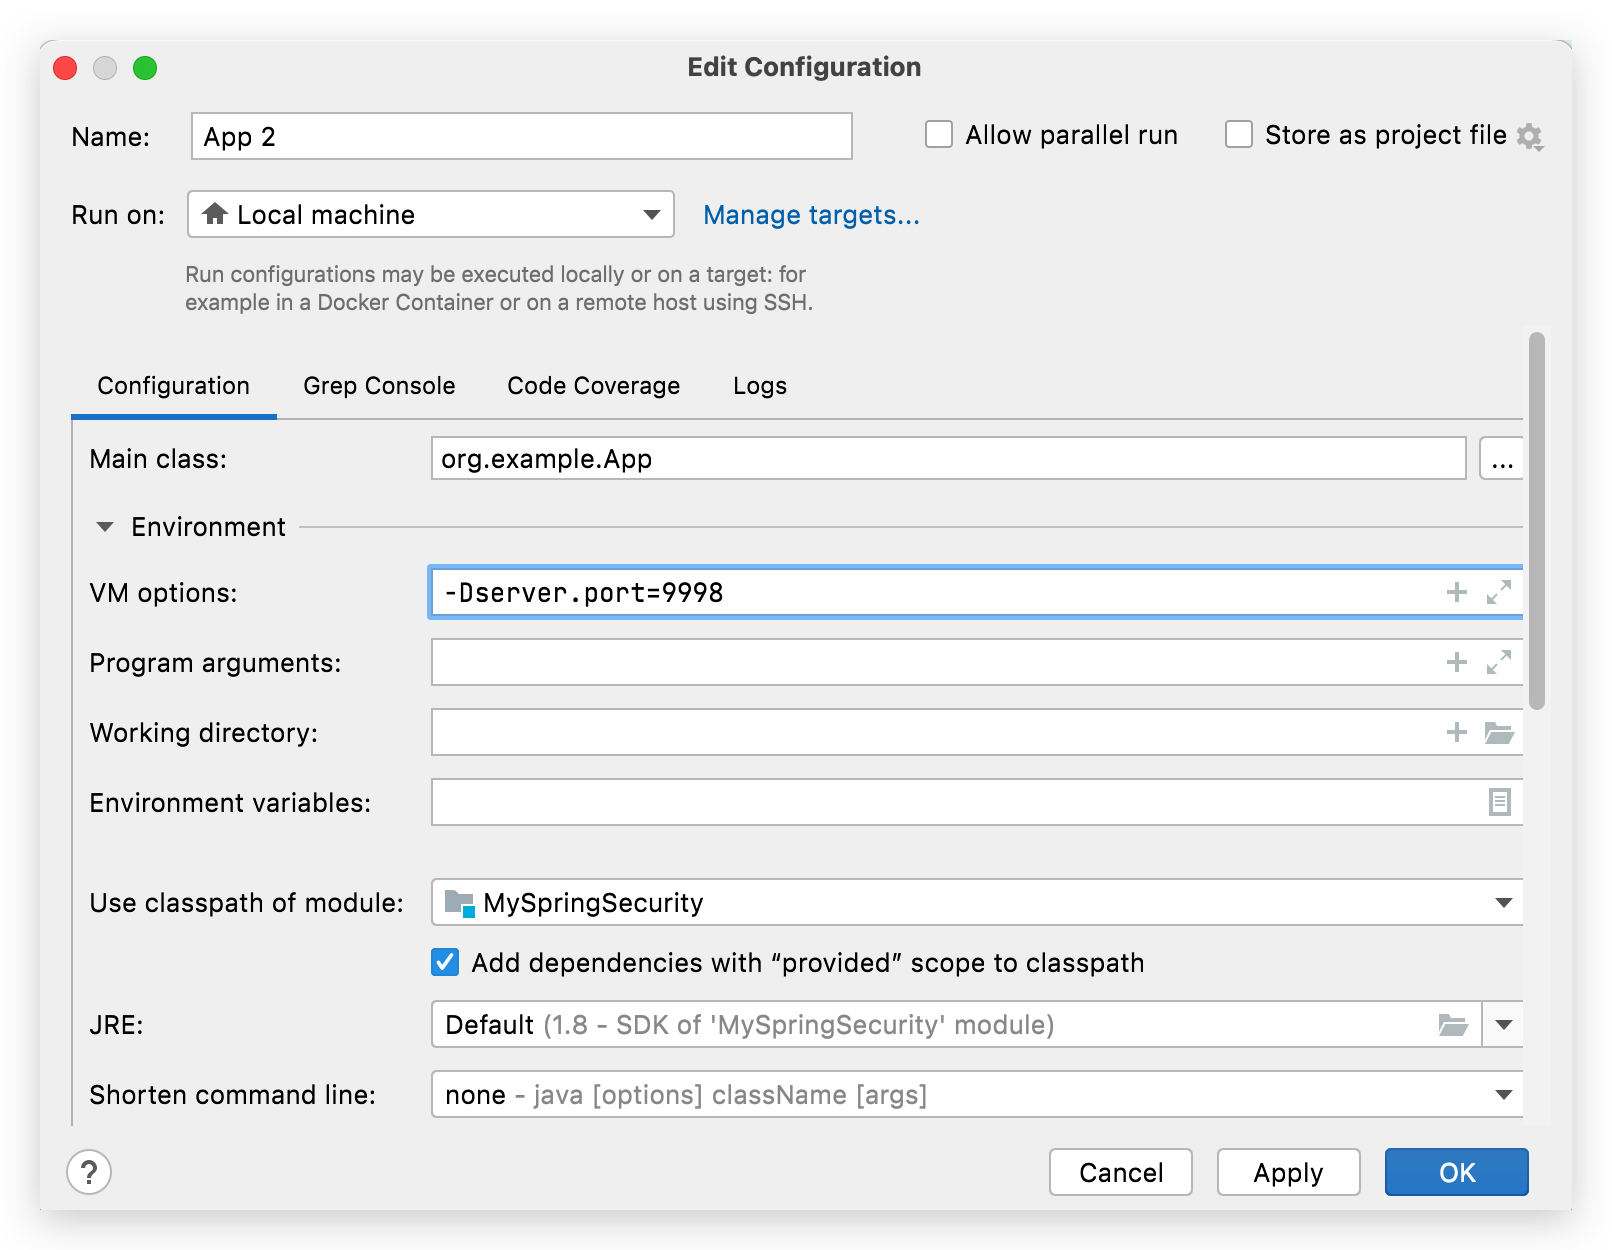 Edit Configuration
Name: App 2 Allow parallel run Store as project file
Run on: Local machine Manage targets...
Run configurations may be executed locally or on a target: for
example in a Docker Container or on a remote host using SSH.
Configuration Grep Console Code Coverage Logs
Main class: org.example.App ...
Environment
VM options: -Dserver.port=9998
Program arguments:
Working directory:
Environment variables:
Use classpath of module: MySpringSecurity
Add dependencies with “provided” scope to classpath
JRE: Default (1.8 - SDK of 'MySpringSecurity' module)
Shorten command line: none - java [options] className [args]
? Cancel Apply OK